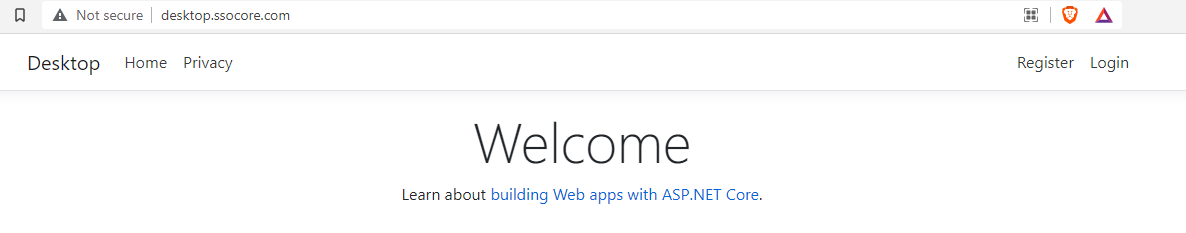 Not secure desktop.ssocore.com
Desktop Home Privacy Register Login
Welcome
Learn about building Web apps with ASP.NET Core.